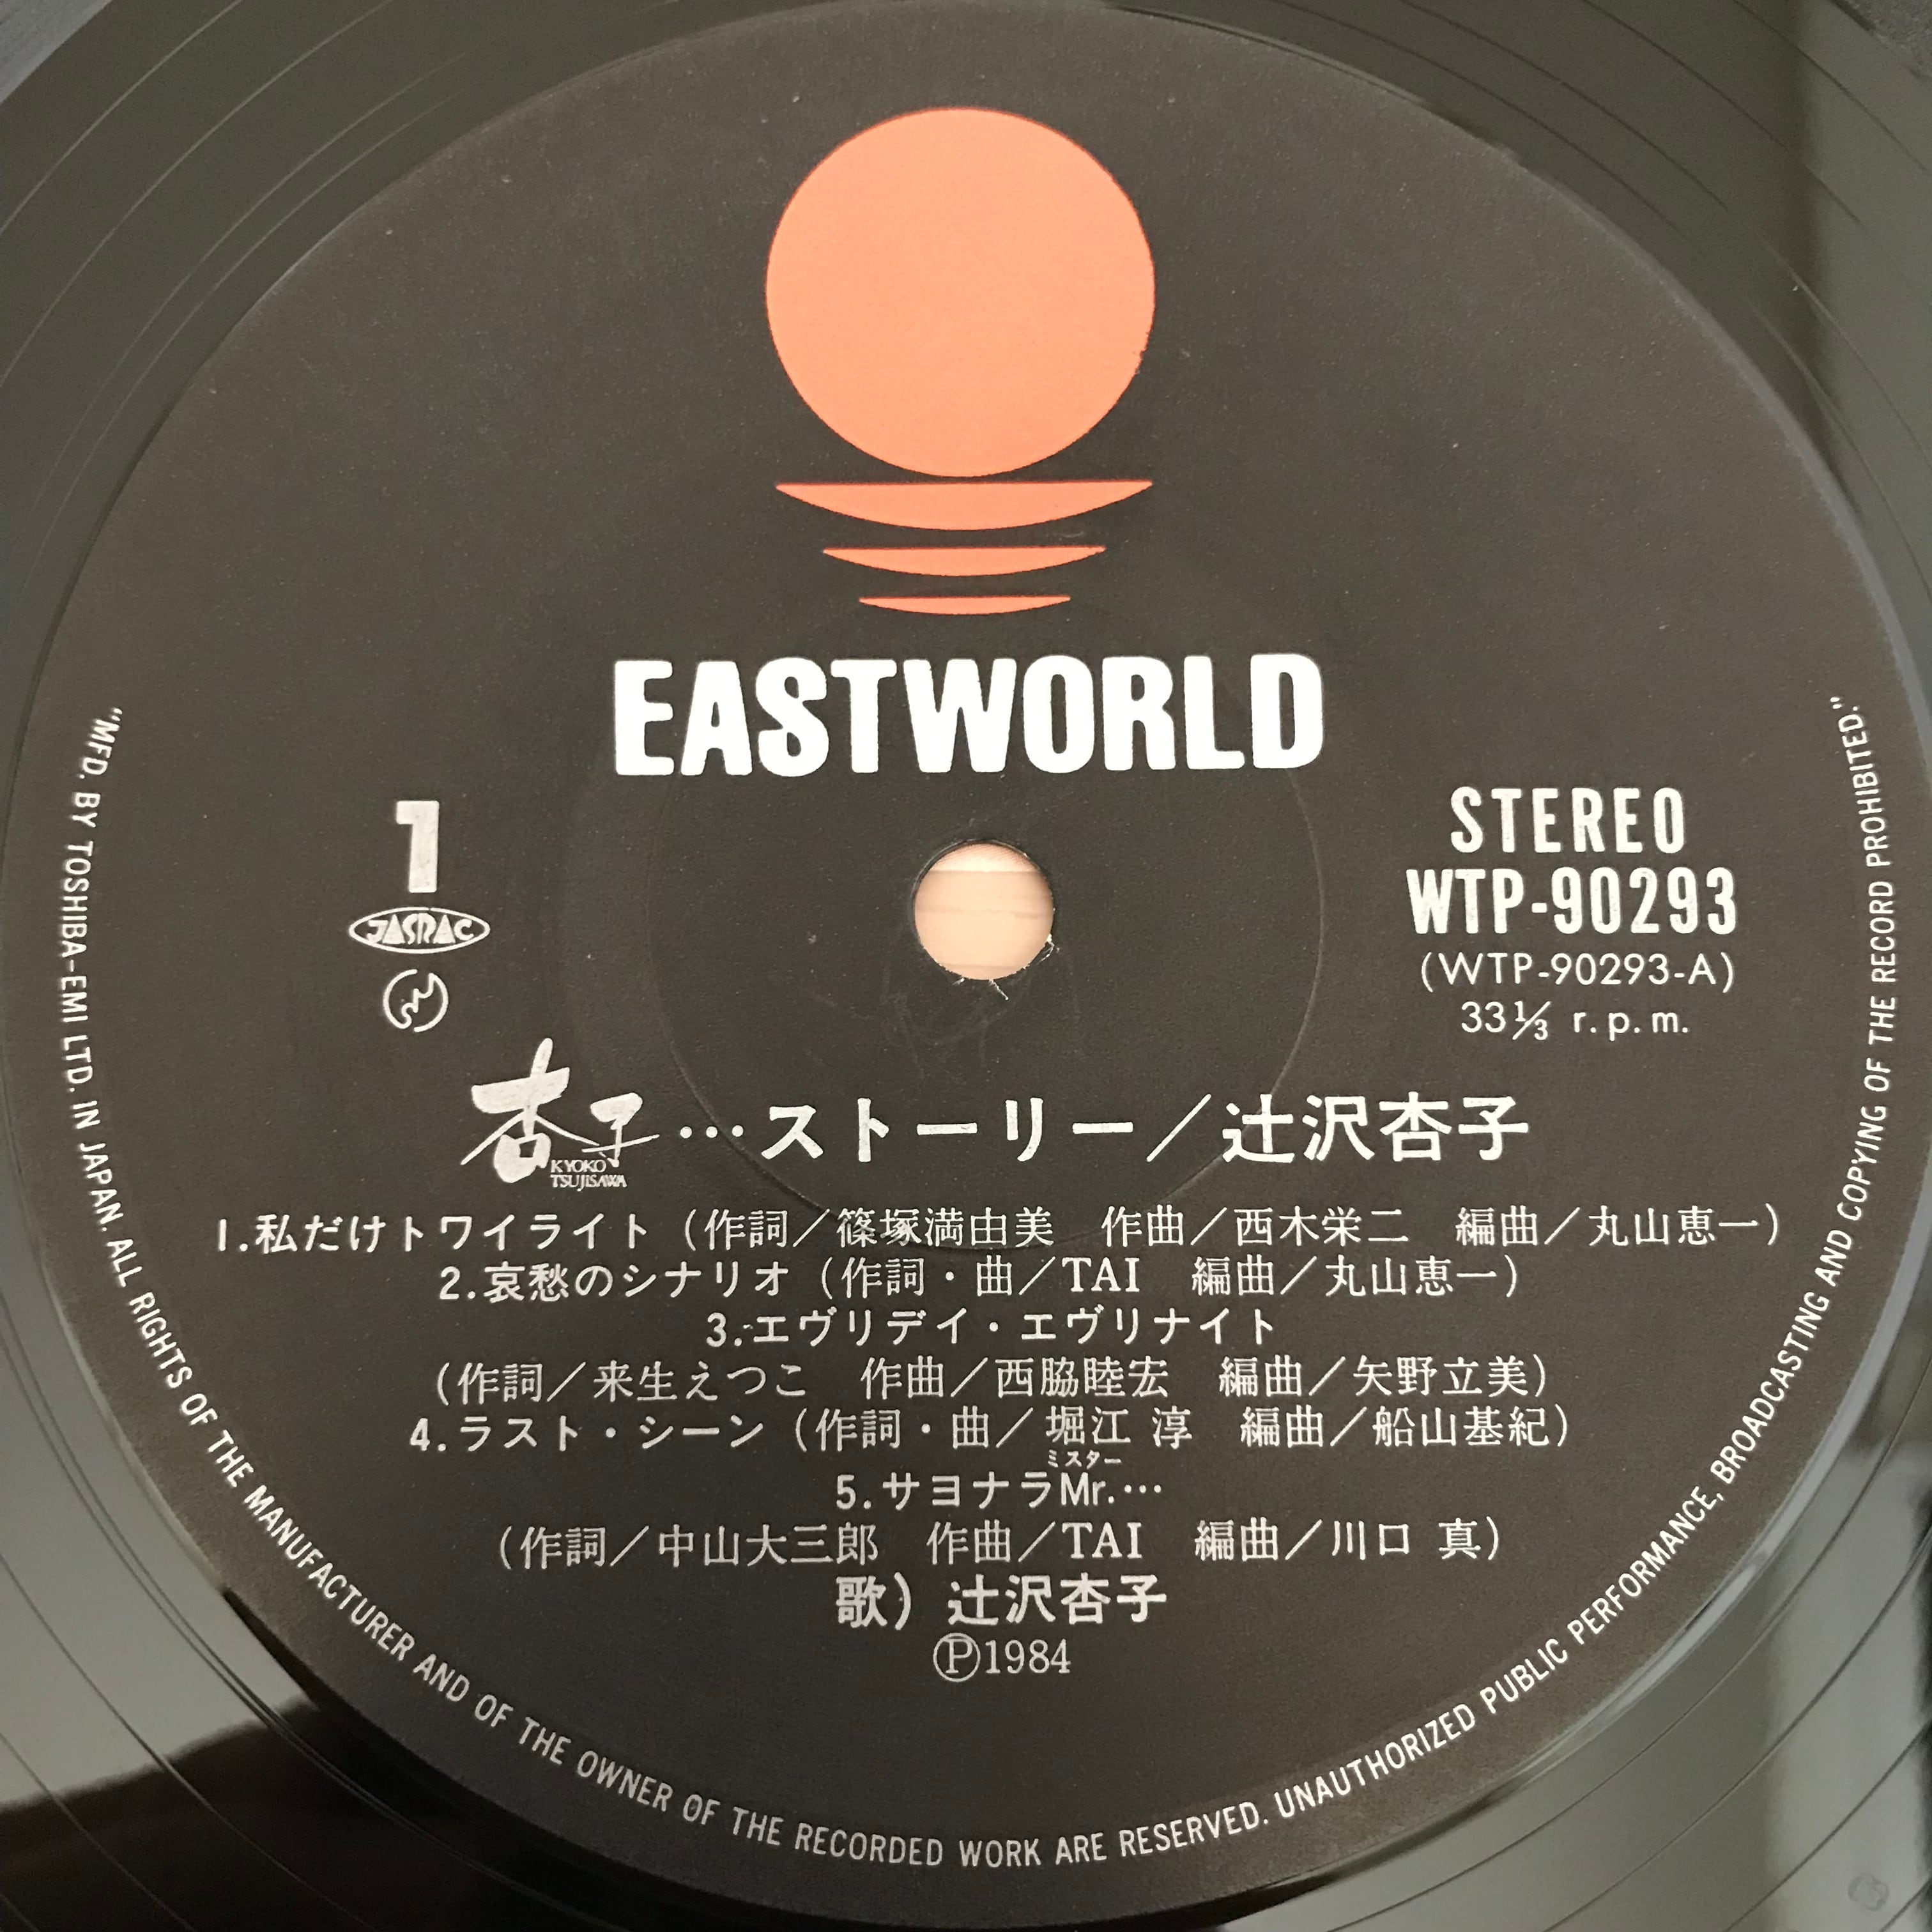 EASTWORLD
1
JASRAC
STEREO
WTP-90293
(WTP-90293-A)
33⅓ r.p.m.
杏子…ストーリー／辻沢杏子
KYOKO
TSUJISAWA
1.私だけトワイライト（作詞／篠塚満由美　作曲／西木栄二　編曲／丸山恵一）
2.哀愁のシナリオ（作詞・曲／TAI　編曲／丸山恵一）
3.エヴリデイ・エヴリナイト
（作詞／来生えつこ　作曲／西脇睦宏　編曲／矢野立美）
4.ラスト・シーン（作詞・曲／堀江 淳　編曲／船山基紀）
ミスター
5.サヨナラMr.…
（作詞／中山大三郎　作曲／TAI　編曲／川口 真）
歌）辻沢杏子
Ⓟ1984
"MFD. BY TOSHIBA-EMI LTD. IN JAPAN. ALL RIGHTS OF THE MANUFACTURER AND OF THE OWNER OF THE RECORDED WORK ARE RESERVED. UNAUTHORIZED PUBLIC PERFORMANCE, BROADCASTING AND COPYING OF THE RECORD PROHIBITED."